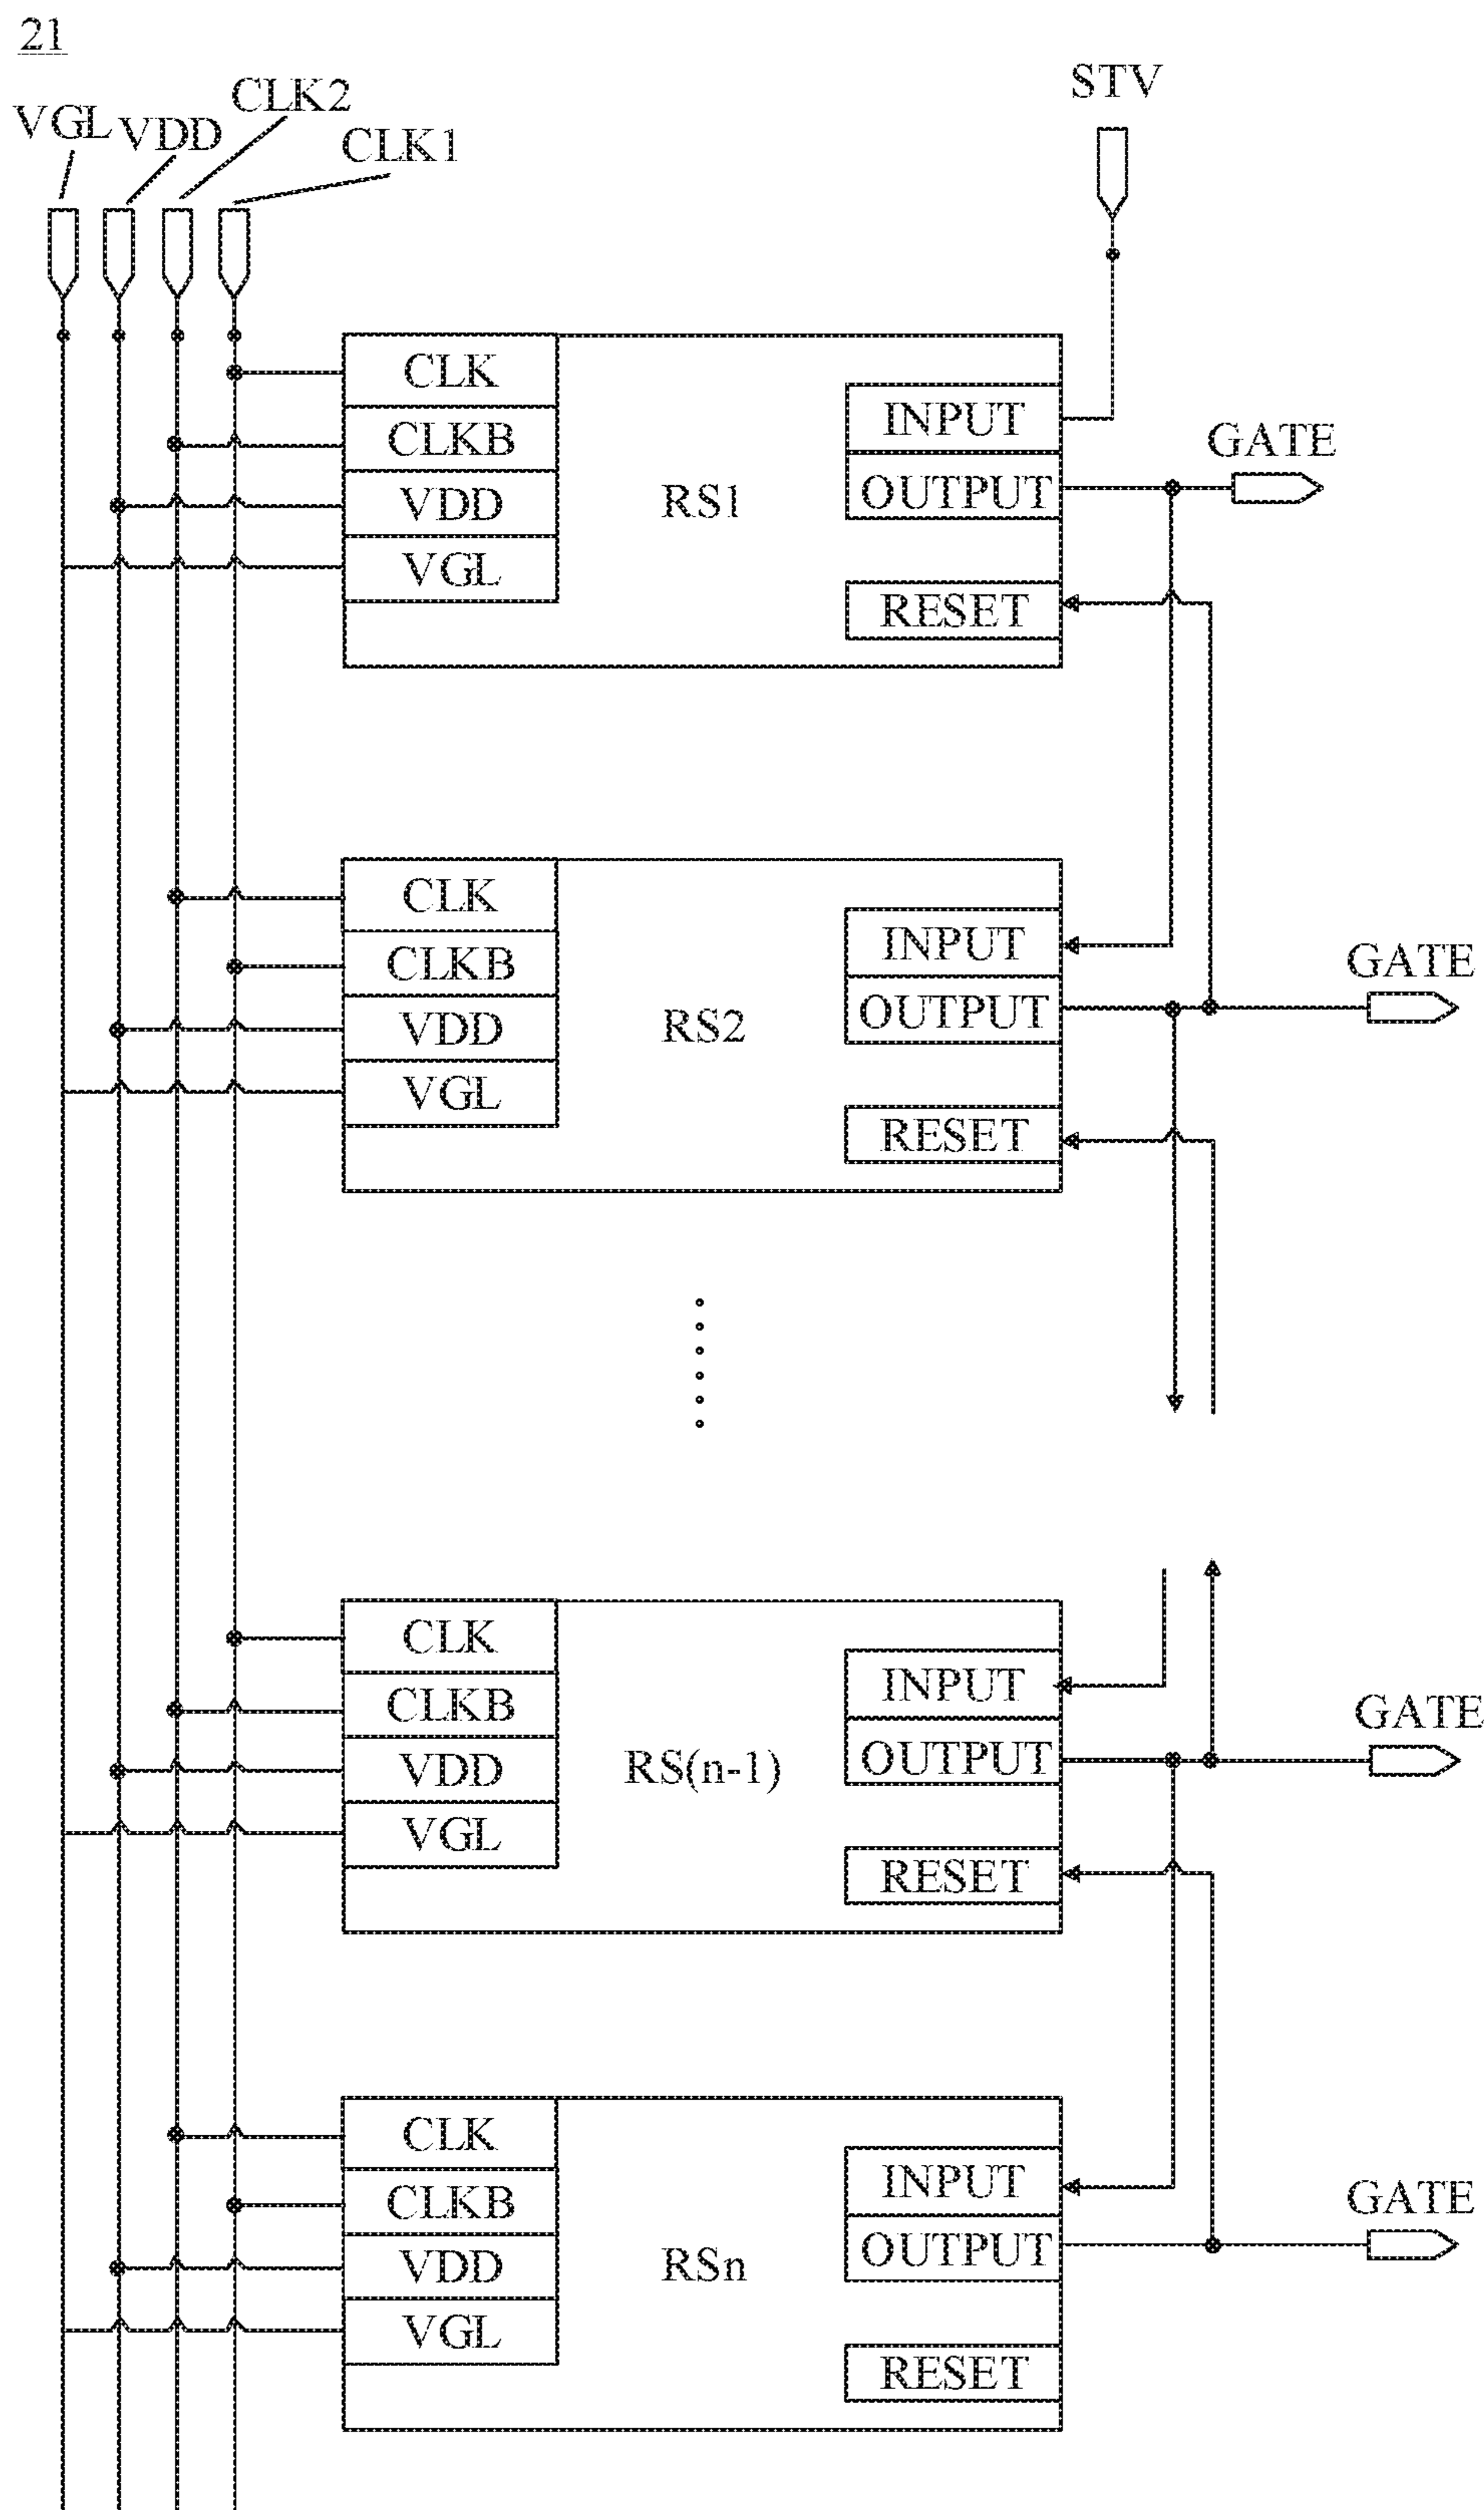 21
STV
CLK2
VGL
VDD
CLK1
CLK
INPUT
CLKB
GATE
OUTPUT
VDD
RS1
VGL
RESET
CLK
INPUT
CLKB
GATE
OUTPUT
VDD
RS2
VGL
RESET
CLK
INPUT
CLKB
GATE
OUTPUT
VDD
RS(n-1)
VGL
RESET
CLK
INPUT
CLKB
GATE
OUTPUT
VDD
RSn
VGL
RESET